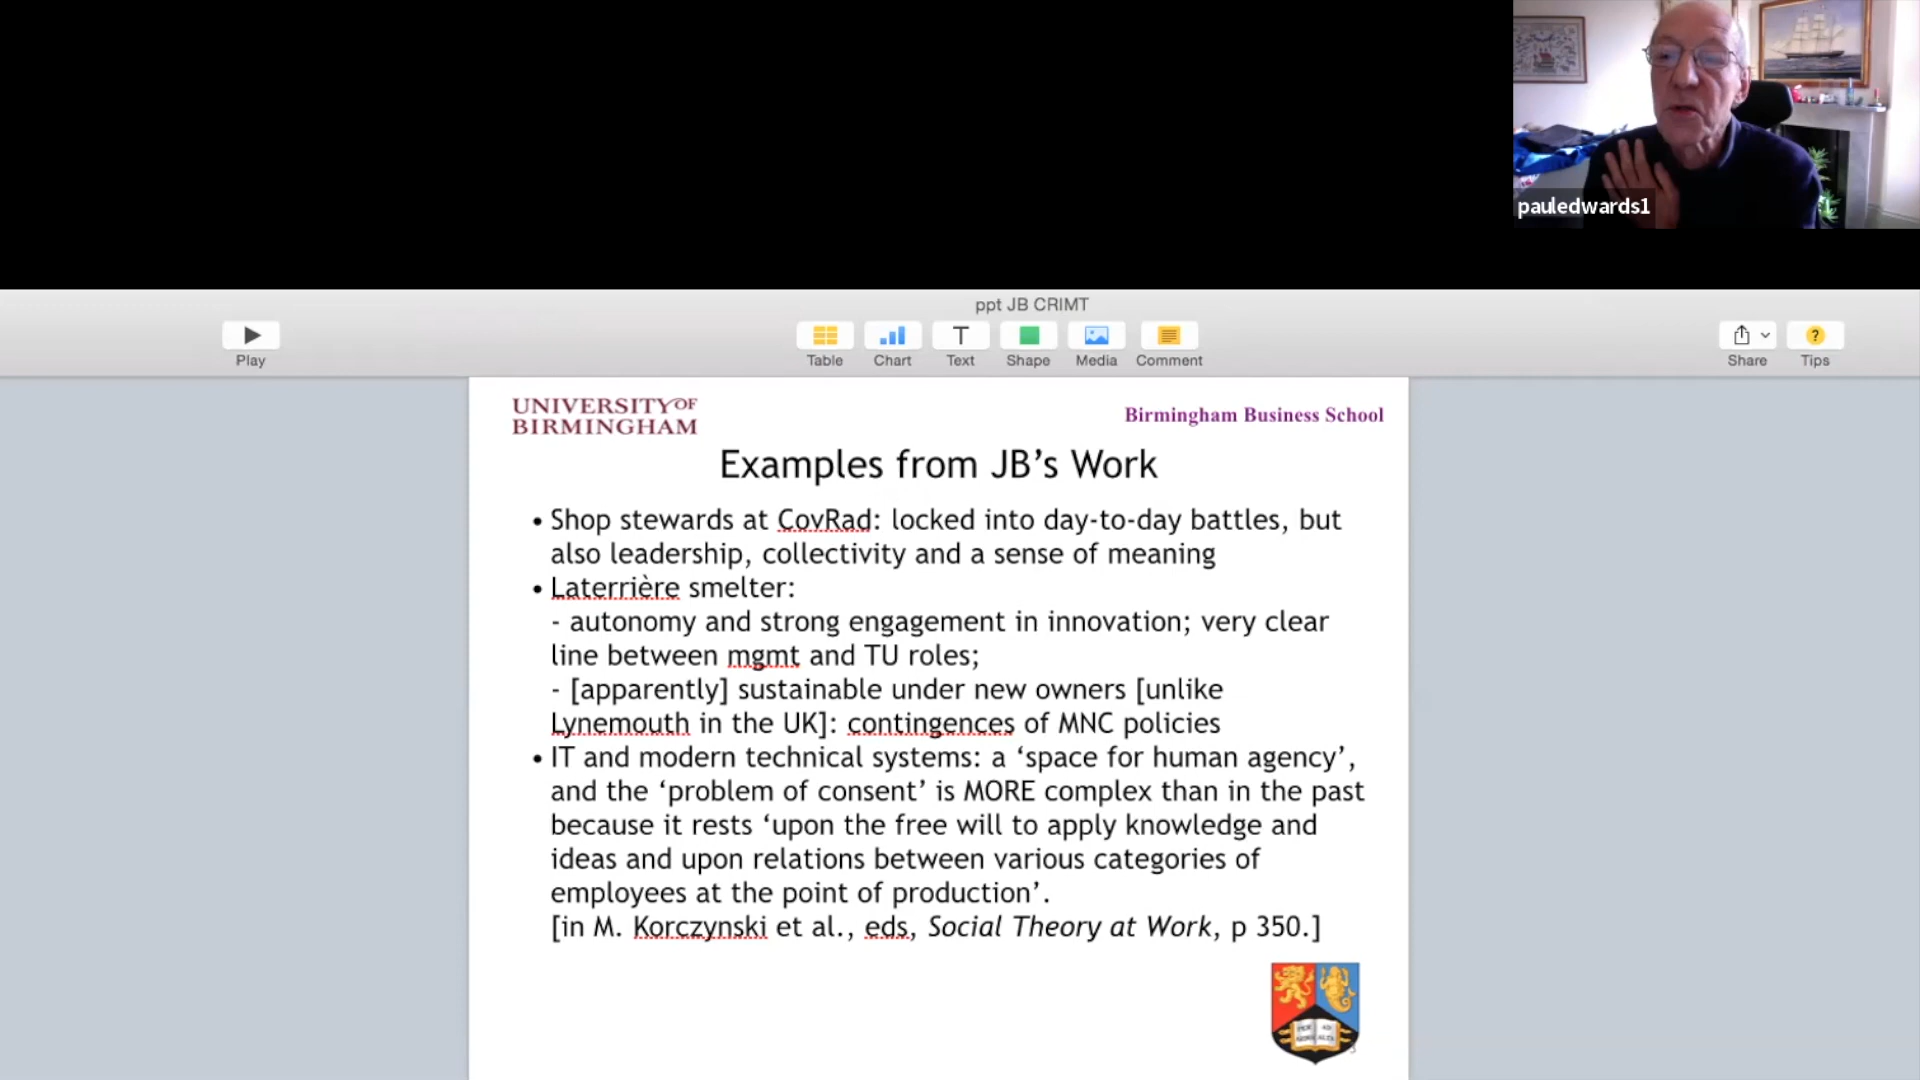 pauledwards1
ppt JB CRIMT
Play
Table
Chart
Text
Shape
Media
Comment
Share
Tips
UNIVERSITY OF
BIRMINGHAM
Birmingham Business School
Examples from JB’s Work
• Shop stewards at CovRad: locked into day-to-day battles, but
also leadership, collectivity and a sense of meaning
• Laterrière smelter:
- autonomy and strong engagement in innovation; very clear
line between mgmt and TU roles;
- [apparently] sustainable under new owners [unlike
Lynemouth in the UK]: contingences of MNC policies
• IT and modern technical systems: a ‘space for human agency’,
and the ‘problem of consent’ is MORE complex than in the past
because it rests ‘upon the free will to apply knowledge and
ideas and upon relations between various categories of
employees at the point of production’.
[in M. Korczynski et al., eds, Social Theory at Work, p 350.]